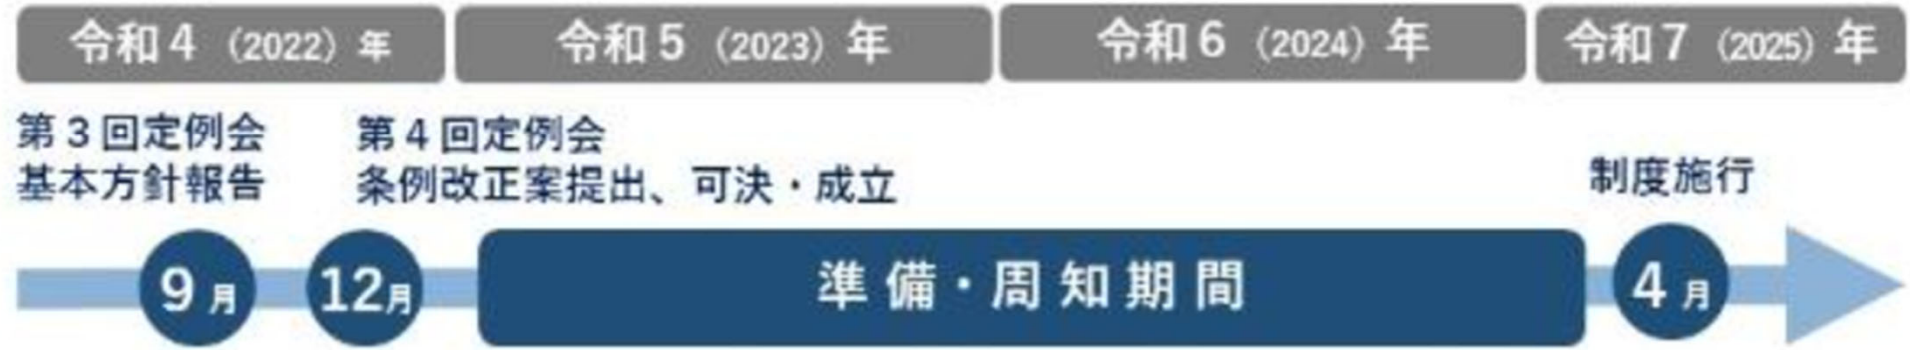 令和4（2022）年
令和5（2023）年
令和6（2024）年
令和7（2025）年
第3回定例会
基本方針報告
第4回定例会
条例改正案提出、可決・成立
制度施行
9月
12月
準備・周知期間
4月